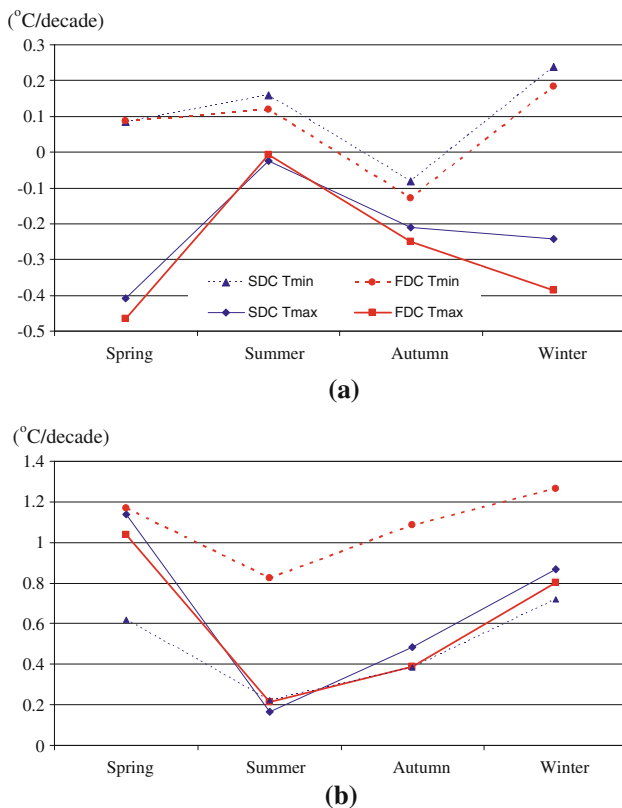 (°C/decade)
0.3
0.2
0.1
0
-0.1
-0.2
-0.3
-0.4
-0.5
SDC Tmin FDC Tmin
SDC Tmax FDC Tmax
Spring Summer Autumn Winter
(a)
(°C/decade)
1.4
1.2
1
0.8
0.6
0.4
0.2
0
Spring Summer Autumn Winter
(b)